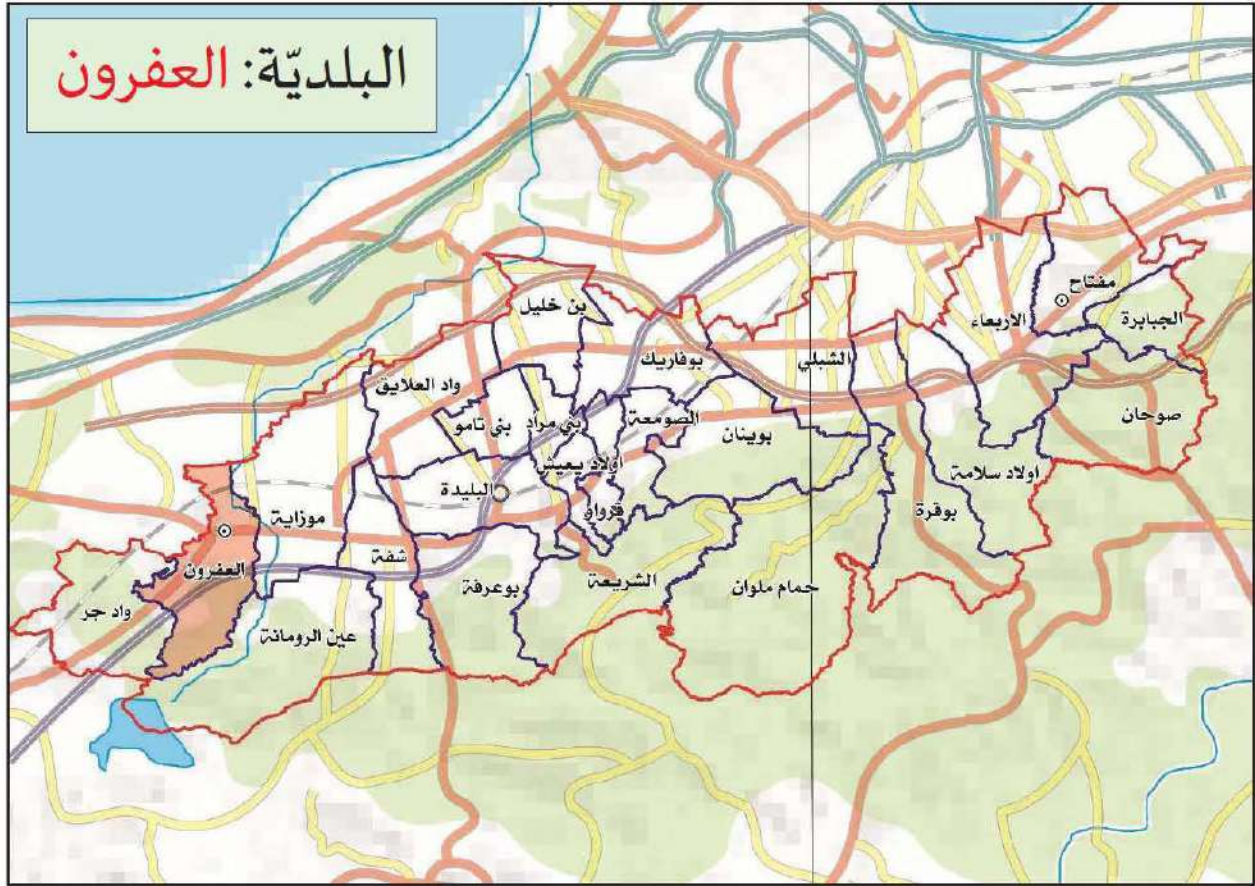 البلديّة: العفرون
بن خليل
مفتاح
الاربعاء
الجبابرة
بوفاريك
الشبلي
واد العلايق
صوحان
بني تامو
بني مراد
الصومعة
بوينان
اولاد يعيش
اولاد سلامة
البليدة
قرواو
بوقرة
موزاية
شفة
العفرون
بوعرفة
الشريعة
حمام ملوان
واد جر
عين الرومانة